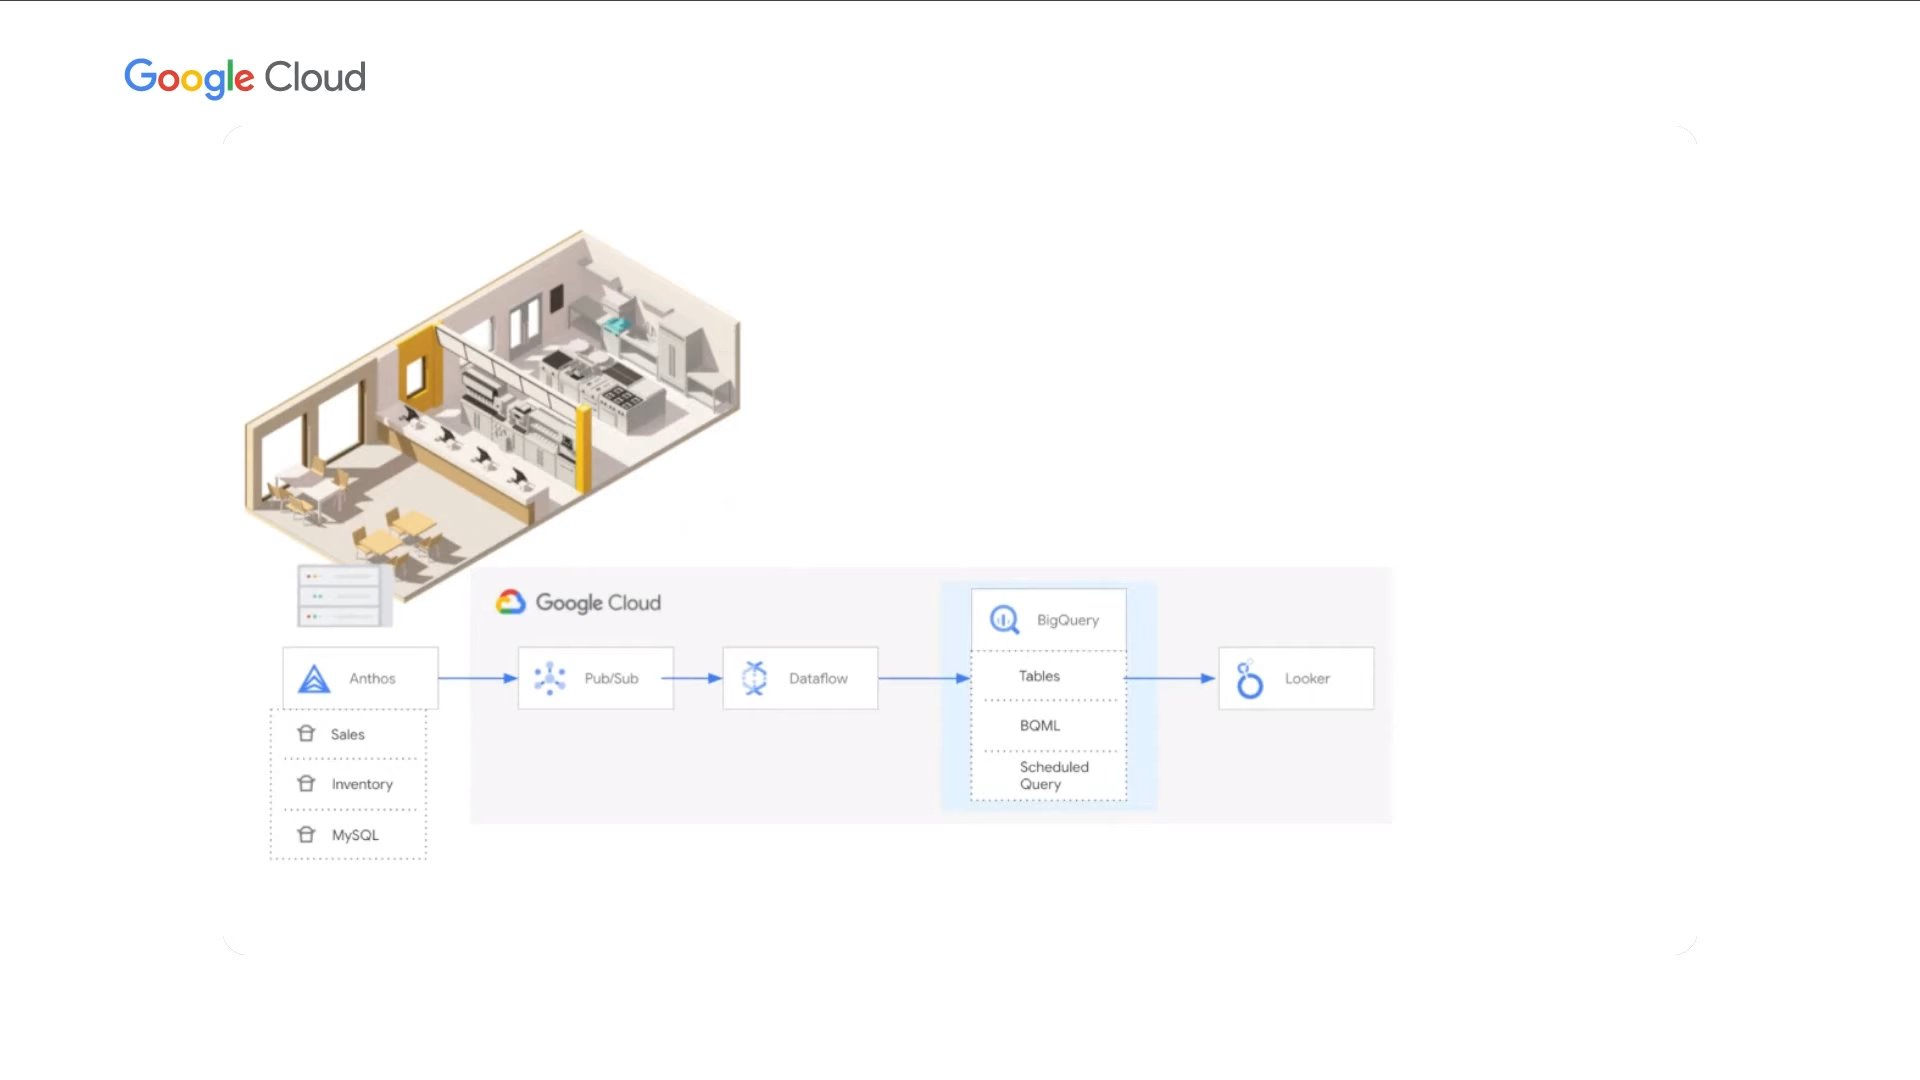 Google Cloud
Google Cloud
Anthos
Sales
Inventory
MySQL
Pub/Sub
Dataflow
BigQuery
Tables
BQML
Scheduled
Query
Looker